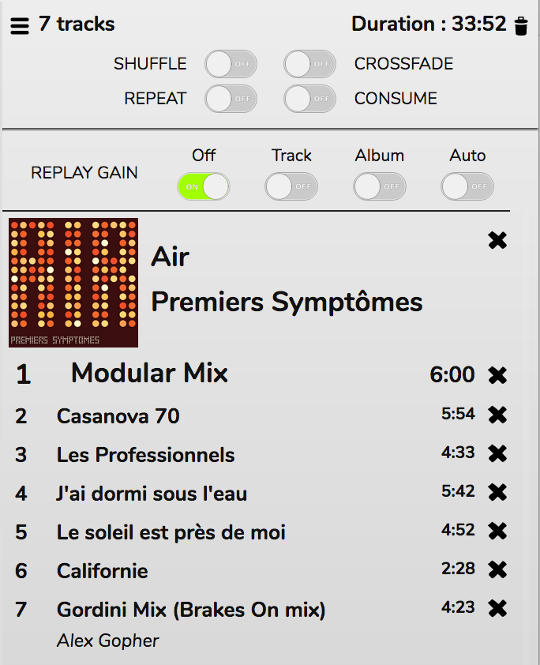 7 tracks Duration : 33:52
SHUFFLE OFF OFF CROSSFADE
REPEAT OFF OFF CONSUME
Off Track Album Auto
REPLAY GAIN ON OFF OFF OFF
Air
Premiers Symptômes
PREMIERS SYMPTOMES
1 Modular Mix 6:00
2 Casanova 70 5:54
3 Les Professionnels 4:33
4 J'ai dormi sous l'eau 5:42
5 Le soleil est près de moi 4:52
6 Californie 2:28
7 Gordini Mix (Brakes On mix) 4:23
Alex Gopher